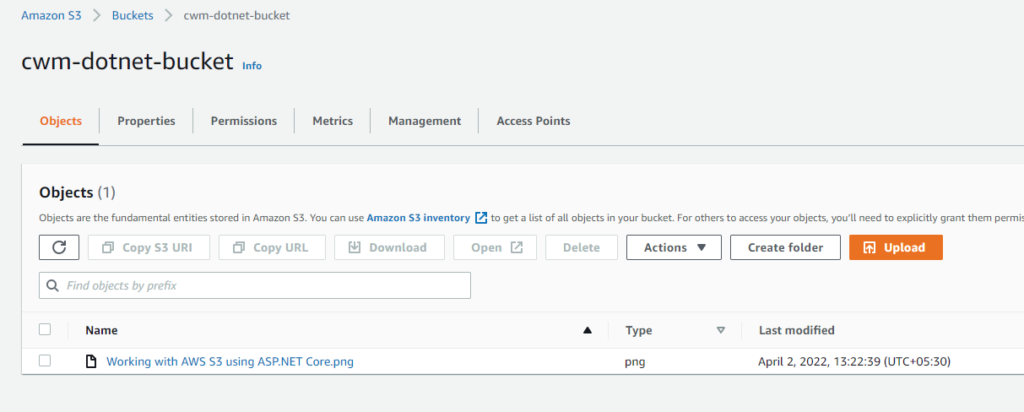 Amazon S3 > Buckets > cwm-dotnet-bucket
cwm-dotnet-bucket Info
Objects Properties Permissions Metrics Management Access Points
Objects (1)
Objects are the fundamental entities stored in Amazon S3. You can use Amazon S3 inventory to get a list of all objects in your bucket. For others to access your objects, you'll need to explicitly grant them
Copy S3 URI Copy URL Download Open Delete Actions Create folder Upload
Find objects by prefix
Name Type Last modified
Working with AWS S3 using ASP.NET Core.png png April 2, 2022, 13:22:39 (UTC+05:30)